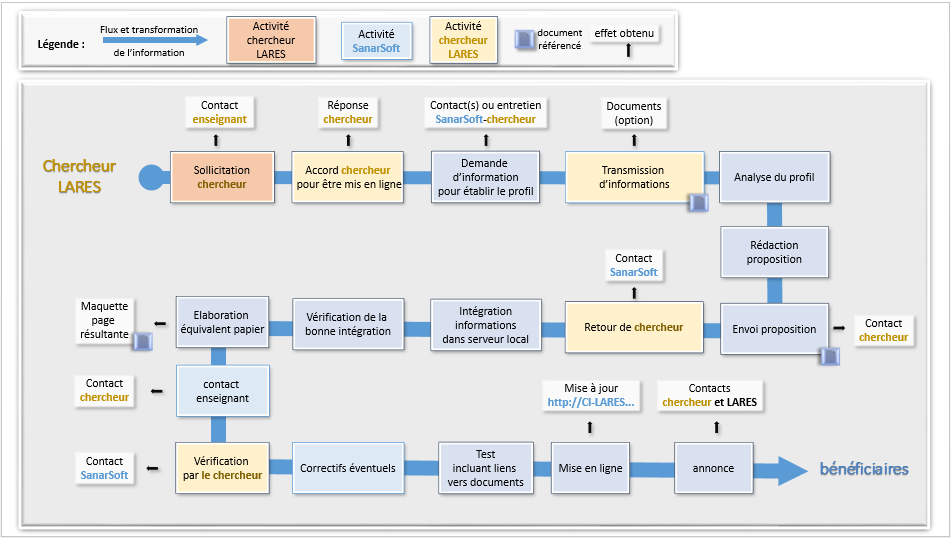 Légende :
Flux et transformation
de l'information
Activité
chercheur
LARES
Activité
SanarSoft
Activité
chercheur
LARES
document
référencé
effet obtenu
Contact
enseignant
Réponse
chercheur
Contact(s) ou entretien
SanarSoft-chercheur
Documents
(option)
Chercheur
LARES
Sollicitation
chercheur
Accord chercheur
pour être mis en ligne
Demande
d'information
pour établir le profil
Transmission
d'informations
Analyse du profil
Rédaction
proposition
Contact
SanarSoft
Maquette
page
résultante
Elaboration
équivalent papier
Vérification de la
bonne intégration
Intégration
informations
dans serveur local
Retour de chercheur
Envoi proposition
Contact
chercheur
Contact
chercheur
contact
enseignant
Mise à jour
http://CI-LARES...
Contacts
chercheur et LARES
Contact
SanarSoft
Vérification
par le chercheur
Correctifs éventuels
Test
incluant liens
vers documents
Mise en ligne
annonce
bénéficiaires